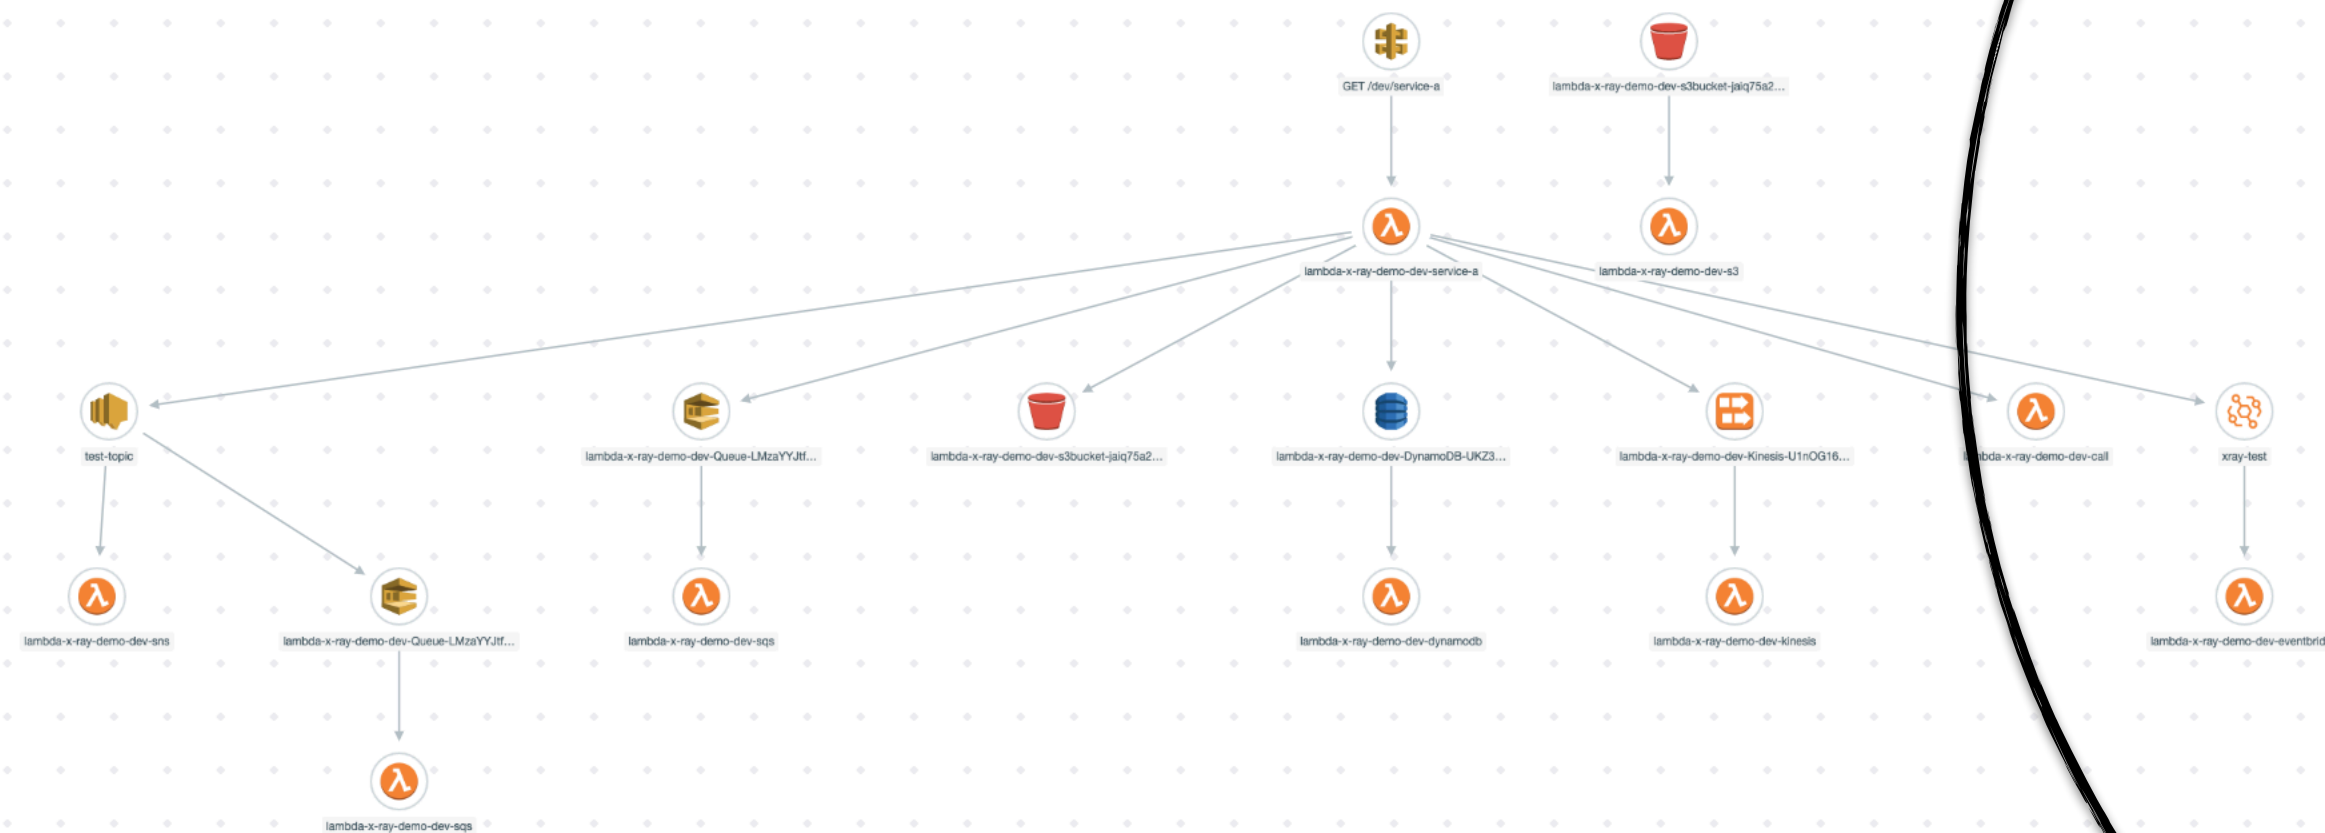 GET /dev/service-a
lambda-x-ray-demo-dev-s3bucket-jaiq75a2...
lambda-x-ray-demo-dev-service-a
lambda-x-ray-demo-dev-s3
test-topic
lambda-x-ray-demo-dev-Queue-LMzaYYJtf...
lambda-x-ray-demo-dev-s3bucket-jaiq75a2...
lambda-x-ray-demo-dev-DynamoDB-UKZ3...
lambda-x-ray-demo-dev-Kinesis-U1nOG16...
lambda-x-ray-demo-dev-call
xray-test
lambda-x-ray-demo-dev-sns
lambda-x-ray-demo-dev-Queue-LMzaYYJtf...
lambda-x-ray-demo-dev-sqs
lambda-x-ray-demo-dev-dynamodb
lambda-x-ray-demo-dev-kinesis
lambda-x-ray-demo-dev-eventbrid
lambda-x-ray-demo-dev-sqs